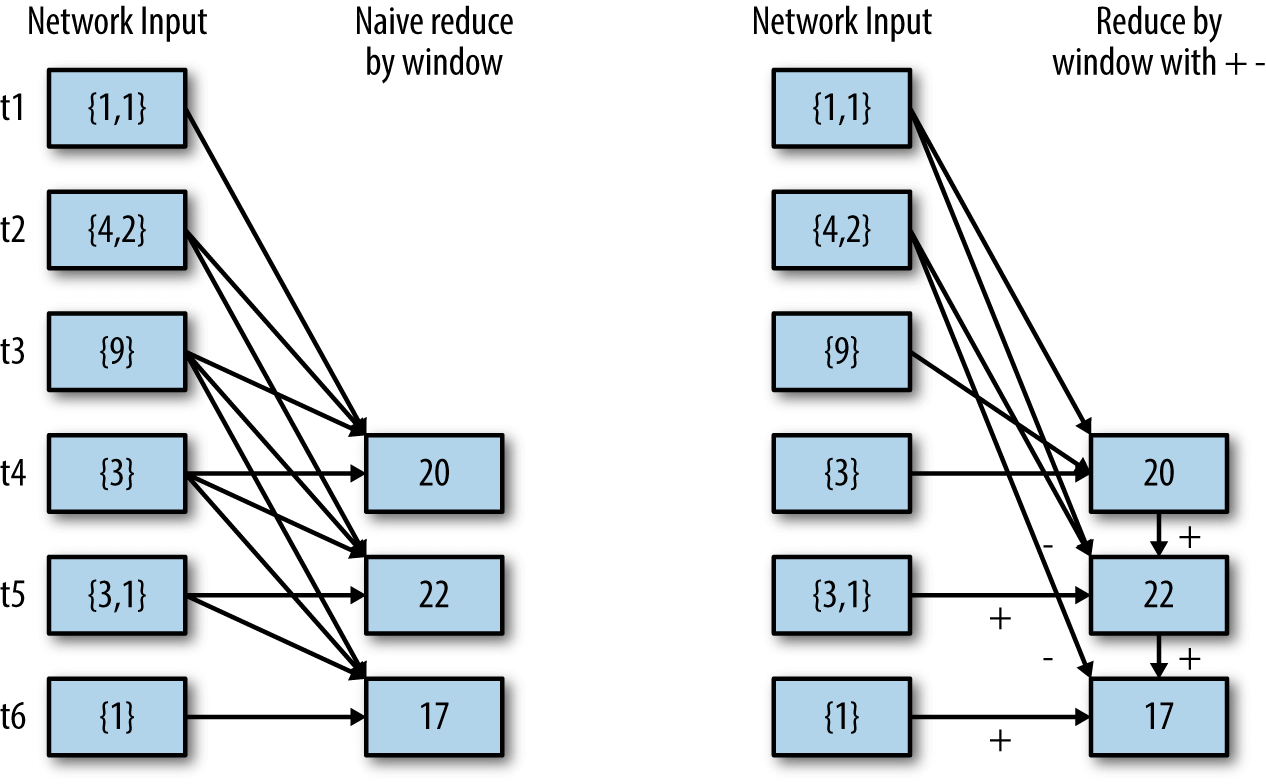 Network Input
Naive reduce
by window
t1
{1,1}
t2
{4,2}
t3
{9}
t4
{3}
20
t5
{3,1}
22
t6
{1}
17
Network Input
Reduce by
window with + -
{1,1}
{4,2}
{9}
{3}
20
-
+
{3,1}
22
+
-
+
{1}
17
+